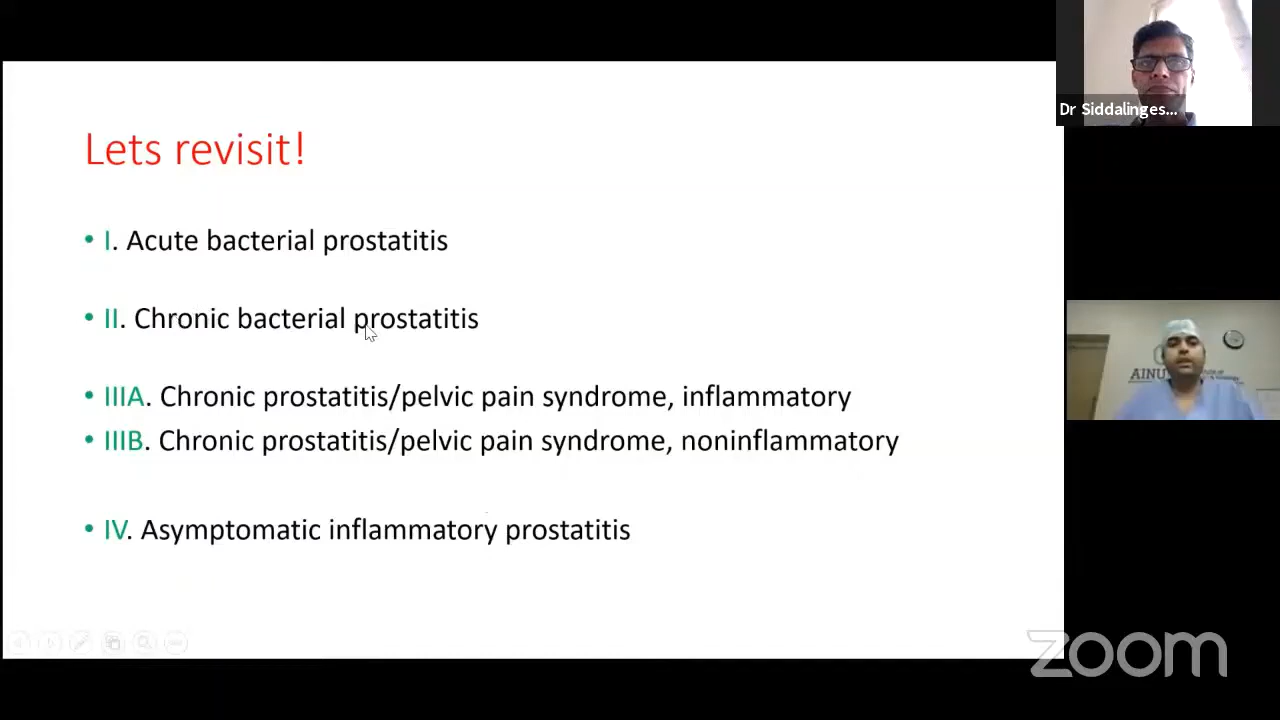 Lets revisit!
• I. Acute bacterial prostatitis
• II. Chronic bacterial prostatitis
• IIIA. Chronic prostatitis/pelvic pain syndrome, inflammatory
• IIIB. Chronic prostatitis/pelvic pain syndrome, noninflammatory
• IV. Asymptomatic inflammatory prostatitis
Dr Siddalinges...
AINU
zoom